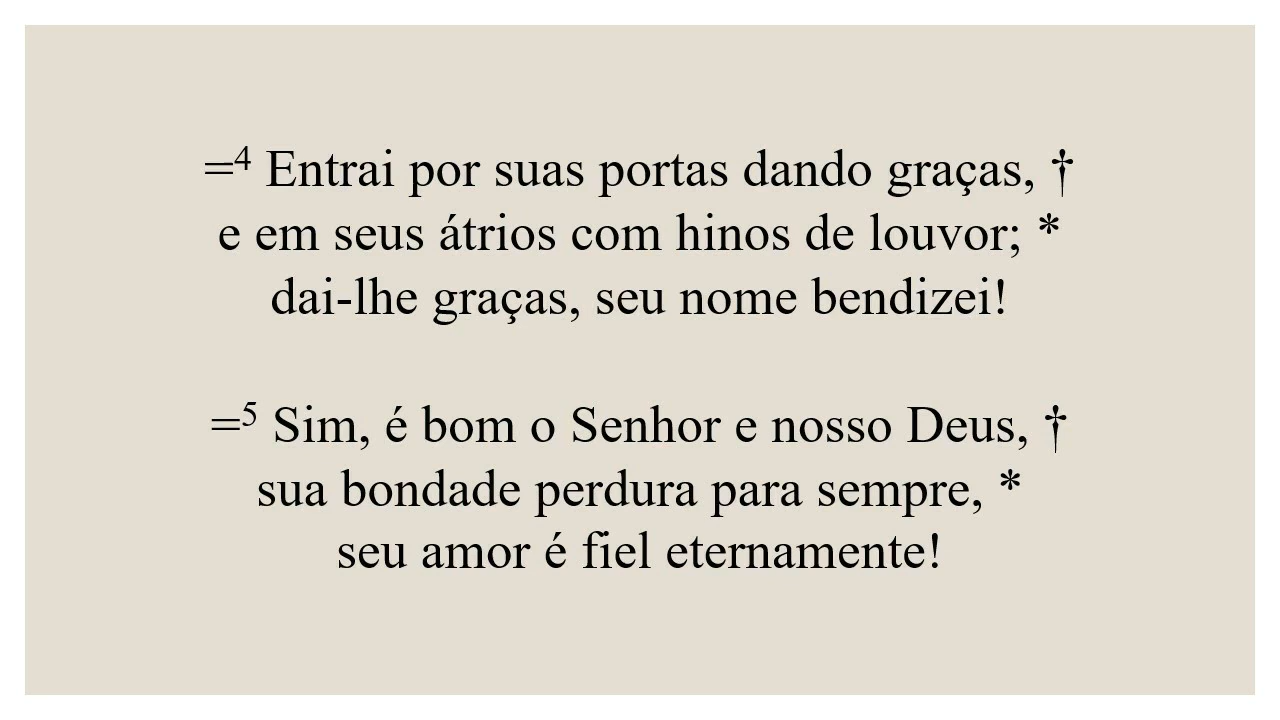 =⁴ Entrai por suas portas dando graças, †
e em seus átrios com hinos de louvor; *
dai-lhe graças, seu nome bendizei!
=⁵ Sim, é bom o Senhor e nosso Deus, †
sua bondade perdura para sempre, *
seu amor é fiel eternamente!